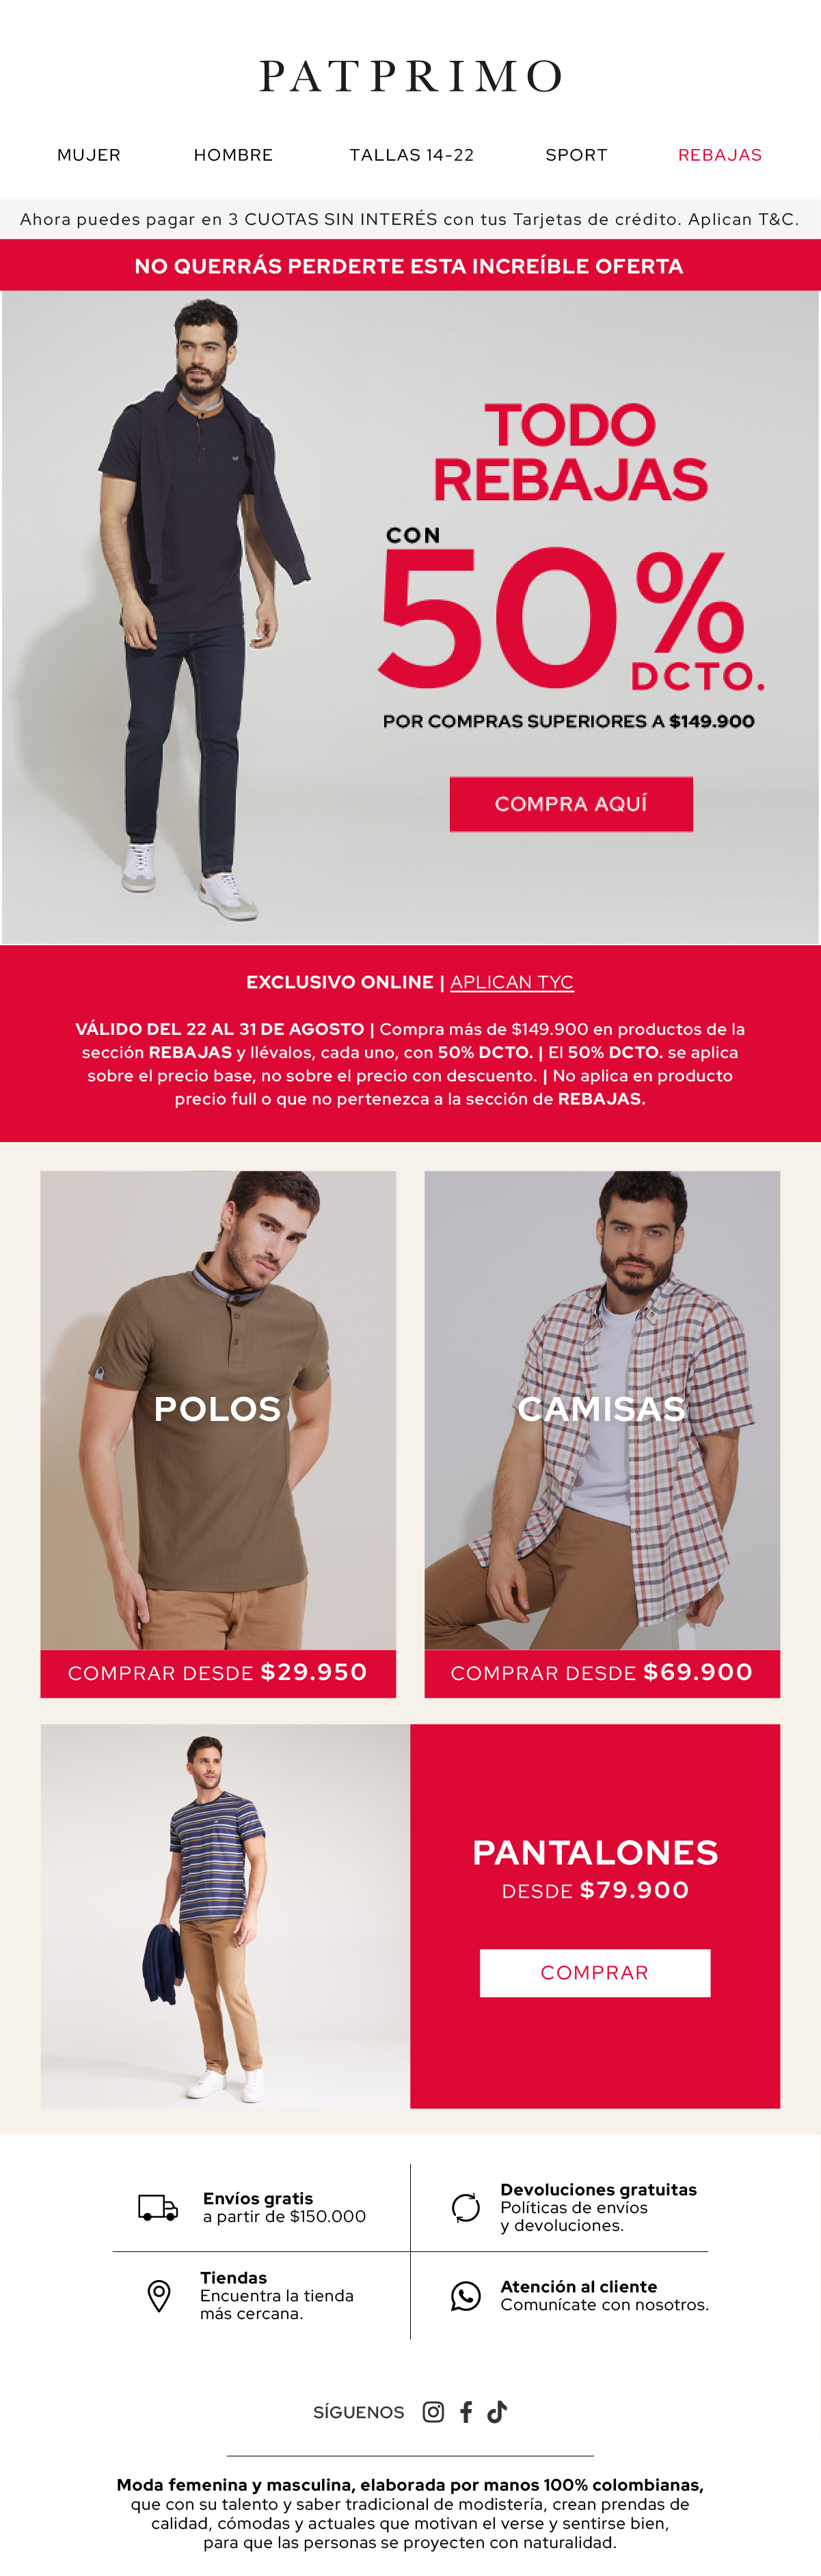 PATPRIMO
MUJER HOMBRE TALLAS 14-22 SPORT REBAJAS
Ahora puedes pagar en 3 CUOTAS SIN INTERÉS con tus Tarjetas de crédito. Aplican T&C.
NO QUERRÁS PERDERTE ESTA INCREÍBLE OFERTA
TODO
REBAJAS
CON
50%
DCTO.
POR COMPRAS SUPERIORES A $149.900
COMPRA AQUÍ
EXCLUSIVO ONLINE | APLICAN TYC
VÁLIDO DEL 22 AL 31 DE AGOSTO | Compra más de $149.900 en productos de la
sección REBAJAS y llévalos, cada uno, con 50% DCTO. | El 50% DCTO. se aplica
sobre el precio base, no sobre el precio con descuento. | No aplica en producto
precio full o que no pertenezca a la sección de REBAJAS.
POLOS
COMPRAR DESDE $29.950
CAMISAS
COMPRAR DESDE $69.900
PANTALONES
DESDE $79.900
COMPRAR
Envíos gratis
a partir de $150.000
Devoluciones gratuitas
Políticas de envíos
y devoluciones.
Tiendas
Encuentra la tienda
más cercana.
Atención al cliente
Comunícate con nosotros.
SÍGUENOS
Moda femenina y masculina, elaborada por manos 100% colombianas,
que con su talento y saber tradicional de modistería, crean prendas de
calidad, cómodas y actuales que motivan el verse y sentirse bien,
para que las personas se proyecten con naturalidad.